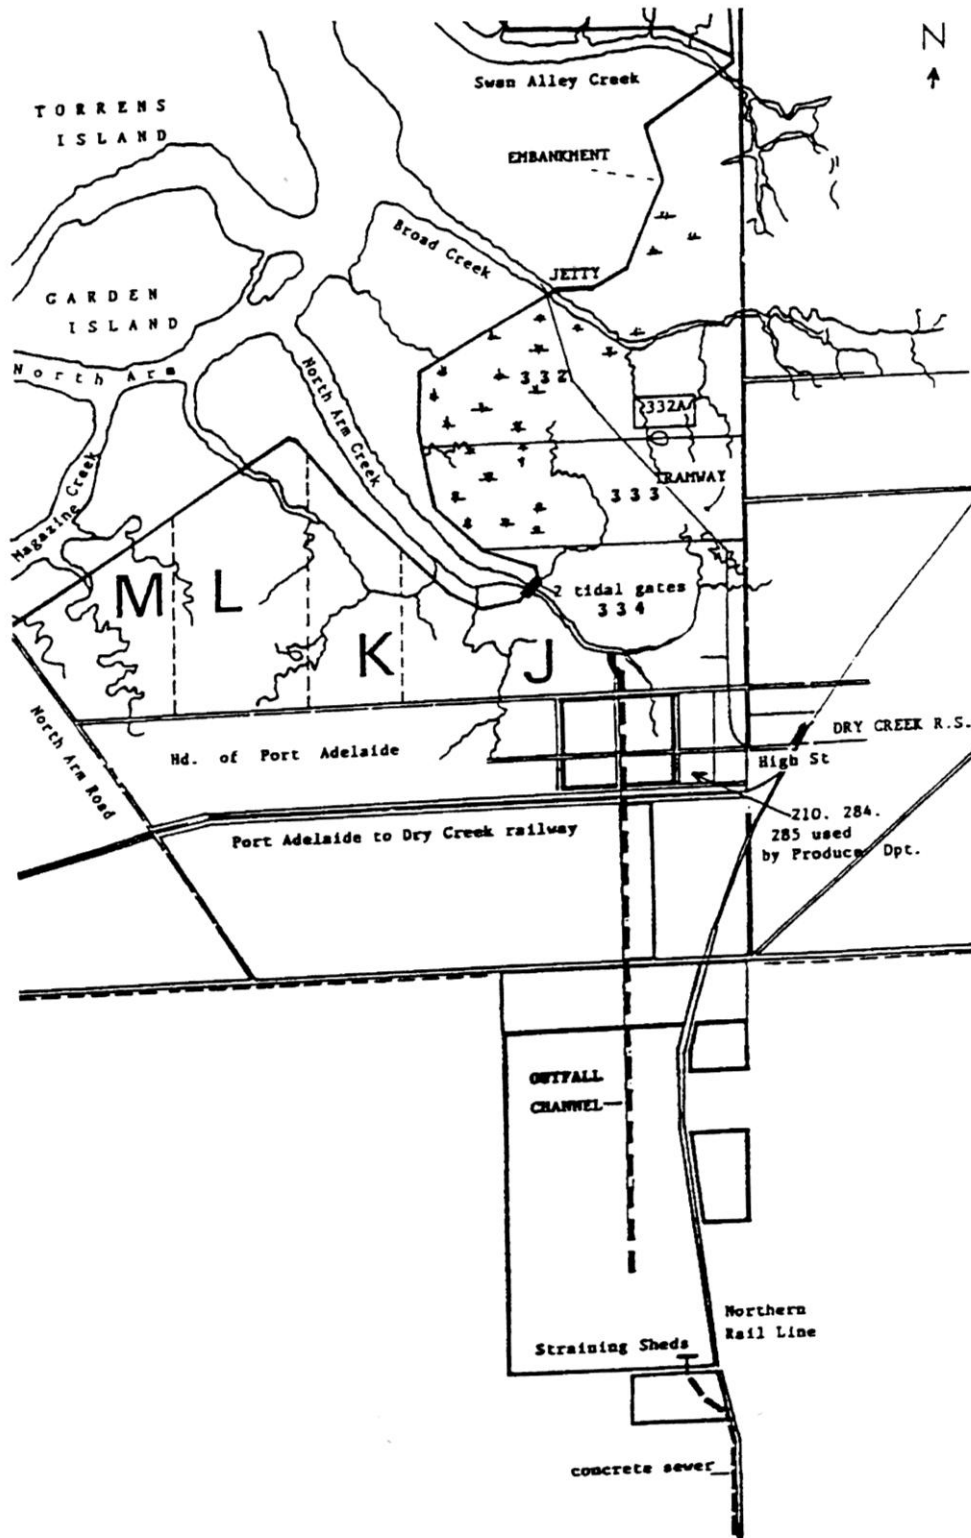 N
Swan Alley Creek
TORRENS
ISLAND
EMBANKMENT
Broad Creek
JETTY
GARDEN
ISLAND
North Arm
North Arm Creek
332
332A
TRAMWAY
333
Magazine Creek
M
L
K
J
2 tidal gates
334
North Arm Road
Hd. of Port Adelaide
DRY CREEK R.S.
High St
Port Adelaide to Dry Creek railway
210. 284.
285 used
by Produce Dpt.
OUTFALL
CHANNEL
Northern
Rail Line
Straining Sheds
concrete sewer